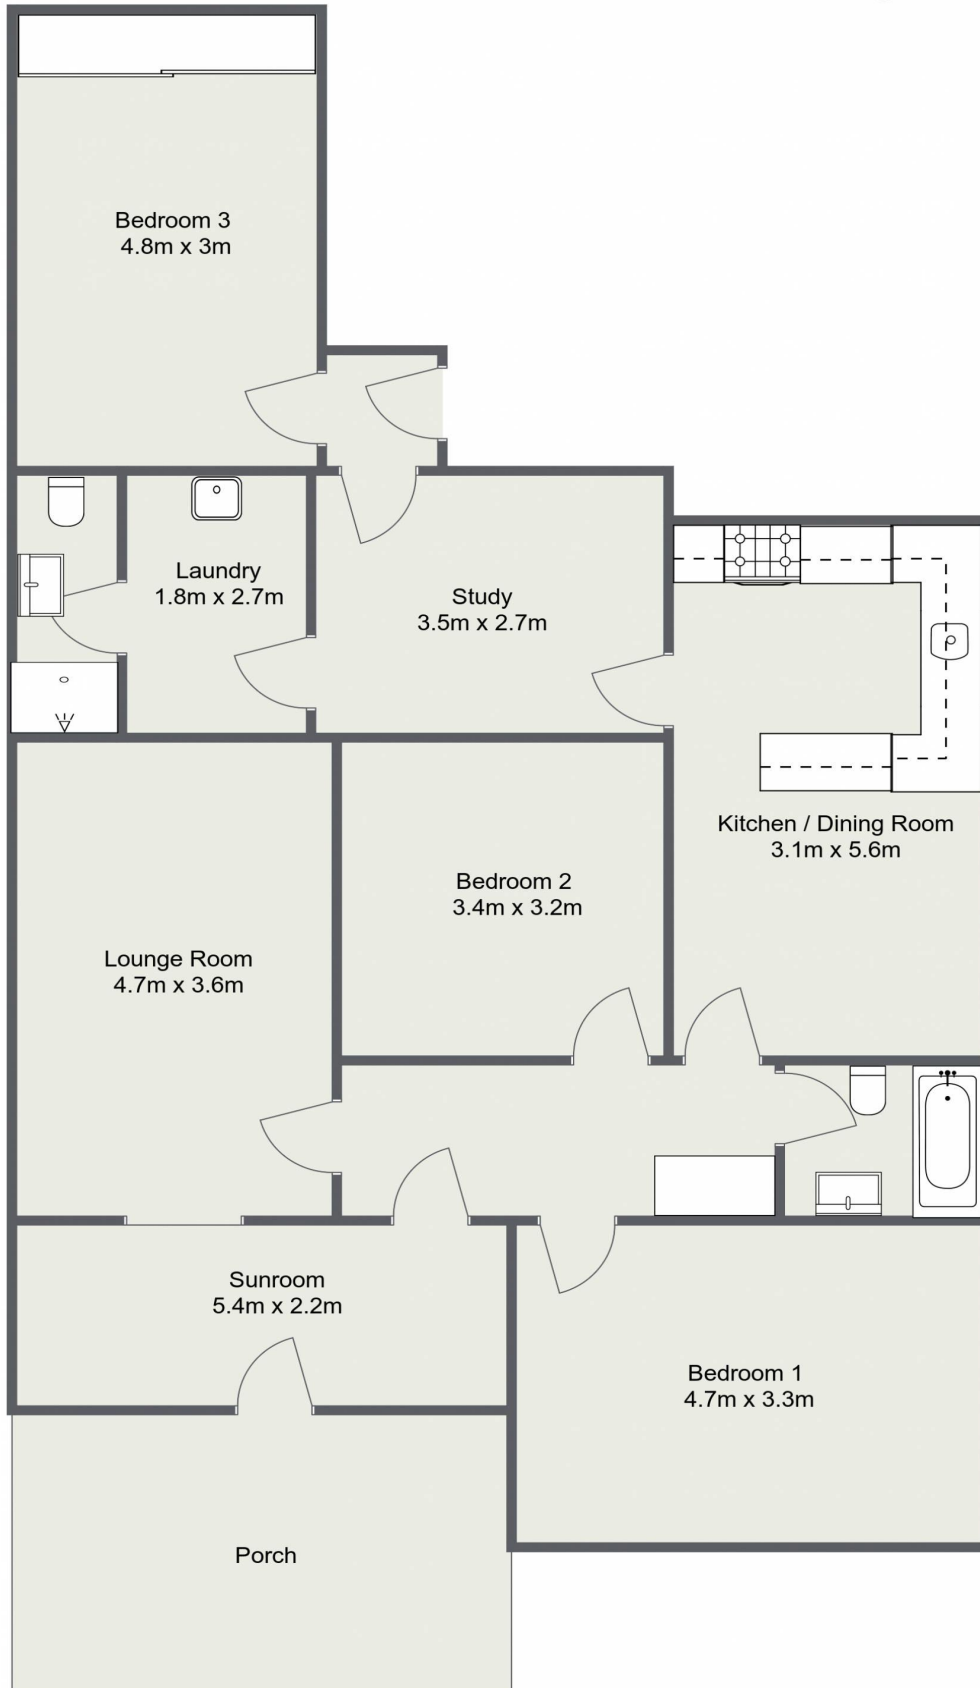 Bedroom 3
4.8m x 3m
Laundry
1.8m x 2.7m
Study
3.5m x 2.7m
Kitchen / Dining Room
3.1m x 5.6m
Bedroom 2
3.4m x 3.2m
Lounge Room
4.7m x 3.6m
Sunroom
5.4m x 2.2m
Bedroom 1
4.7m x 3.3m
Porch